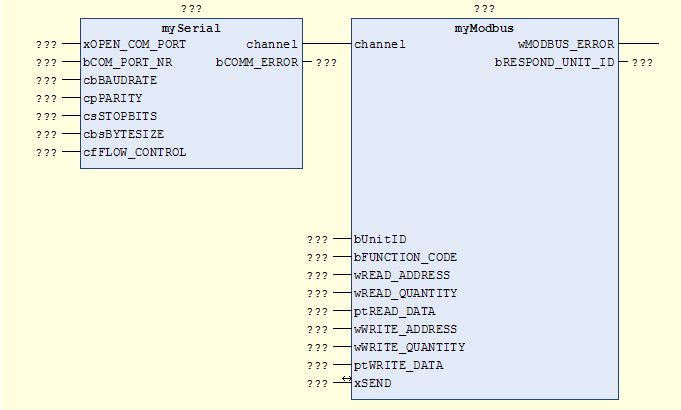 ??? ???
mySerial myModbus
??? xOPEN_COM_PORT channel channel wMODBUS_ERROR
??? bCOM_PORT_NR bCOMM_ERROR ??? bRESPOND_UNIT_ID ???
??? cbBAUDRATE
??? cpPARITY
??? csSTOPBITS
??? cbsBYTESIZE
??? cfFLOW_CONTROL
??? bUnitID
??? bFUNCTION_CODE
??? wREAD_ADDRESS
??? wREAD_QUANTITY
??? ptREAD_DATA
??? wWRITE_ADDRESS
??? wWRITE_QUANTITY
??? ptWRITE_DATA
??? xSEND